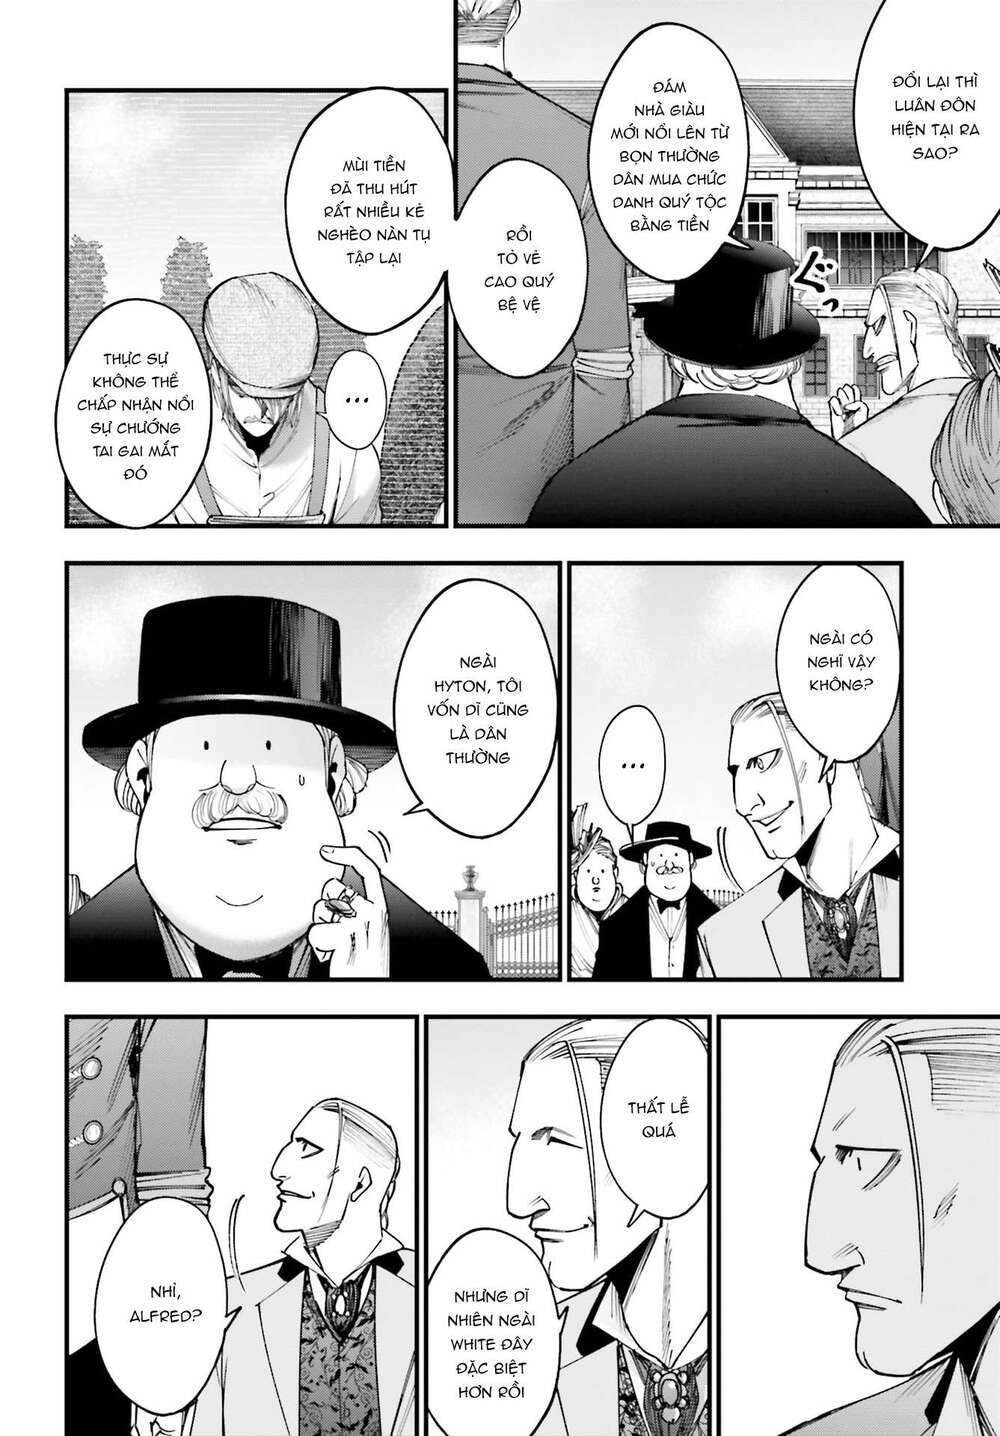 ĐỔI LẠI THÌ
LUÂN ĐÔN
HIỆN TẠI RA
SAO?
ĐÁM
NHÀ GIÀU
MỚI NỔI LÊN TỪ
BỌN THƯỜNG
DÂN MUA CHỨC
DANH QUÝ TỘC
BẰNG TIỀN
RỒI
TỎ VẺ
CAO QUÝ
BỆ VỆ
ぐっ
MÙI TIỀN
ĐÃ THU HÚT
RẤT NHIỀU KẺ
NGHÈO NÀN TỤ
TẬP LẠI
...
THỰC SỰ
KHÔNG THỂ
CHẤP NHẬN NỔI
SỰ CHƯỚNG
TAI GAI MẮT
ĐÓ
NGÀI CÓ
NGHĨ VẬY
KHÔNG?
...
NGÀI
HYTON, TÔI
VỐN DĨ CŨNG
LÀ DÂN
THƯỜNG
THẤT LỄ
QUÁ
NHƯNG DĨ
NHIÊN NGÀI
WHITE ĐÂY
ĐẶC BIỆT
HƠN RỒI
NHỈ,
ALFRED?